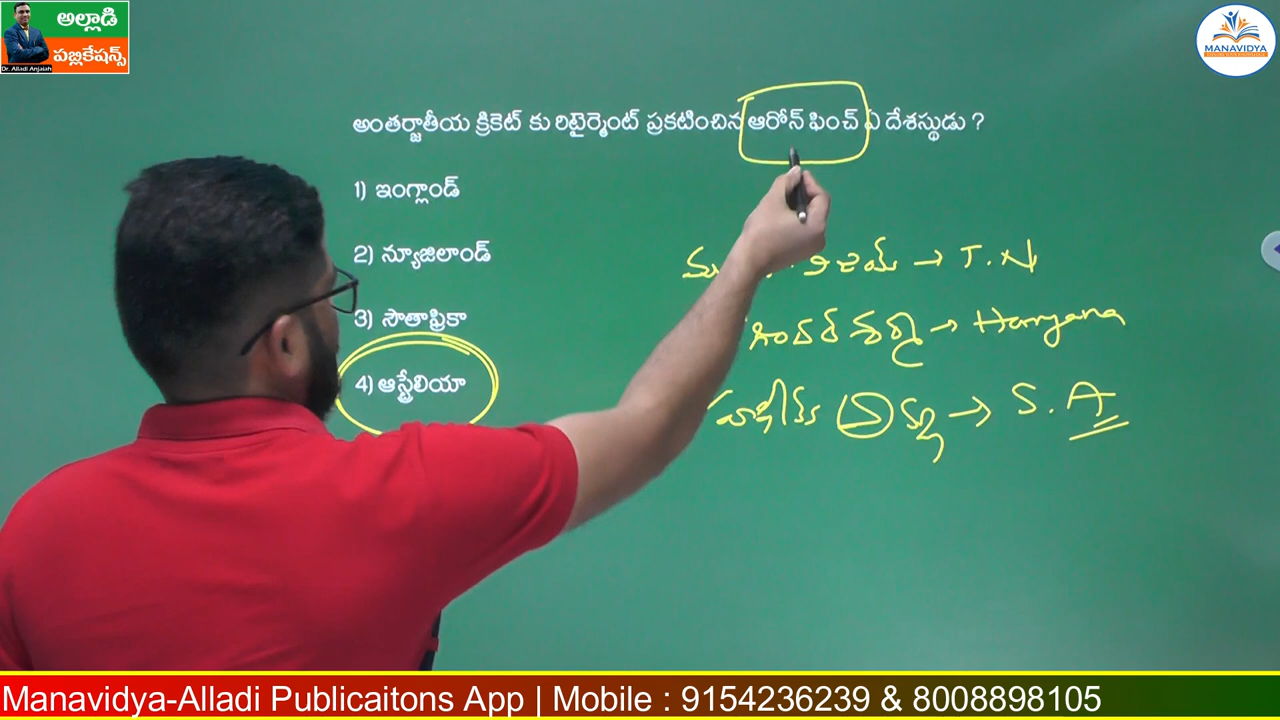 అల్లాడి
పబ్లికేషన్స్
Dr. Alladi Anjaiah
MANAVIDYA
అంతర్జాతీయ క్రికెట్ కు రిటైర్మెంట్ ప్రకటించిన ఆరోన్ ఫించ్ ఏ దేశస్థుడు ?
1) ఇంగ్లాండ్
2) న్యూజిలాండ్
3) సౌతాఫ్రికా
4) ఆస్ట్రేలియా
విజయ్ → T.N
శర్మ → Haryana
→ S.A
Manavidya-Alladi Publicaitons App | Mobile : 9154236239 & 8008898105